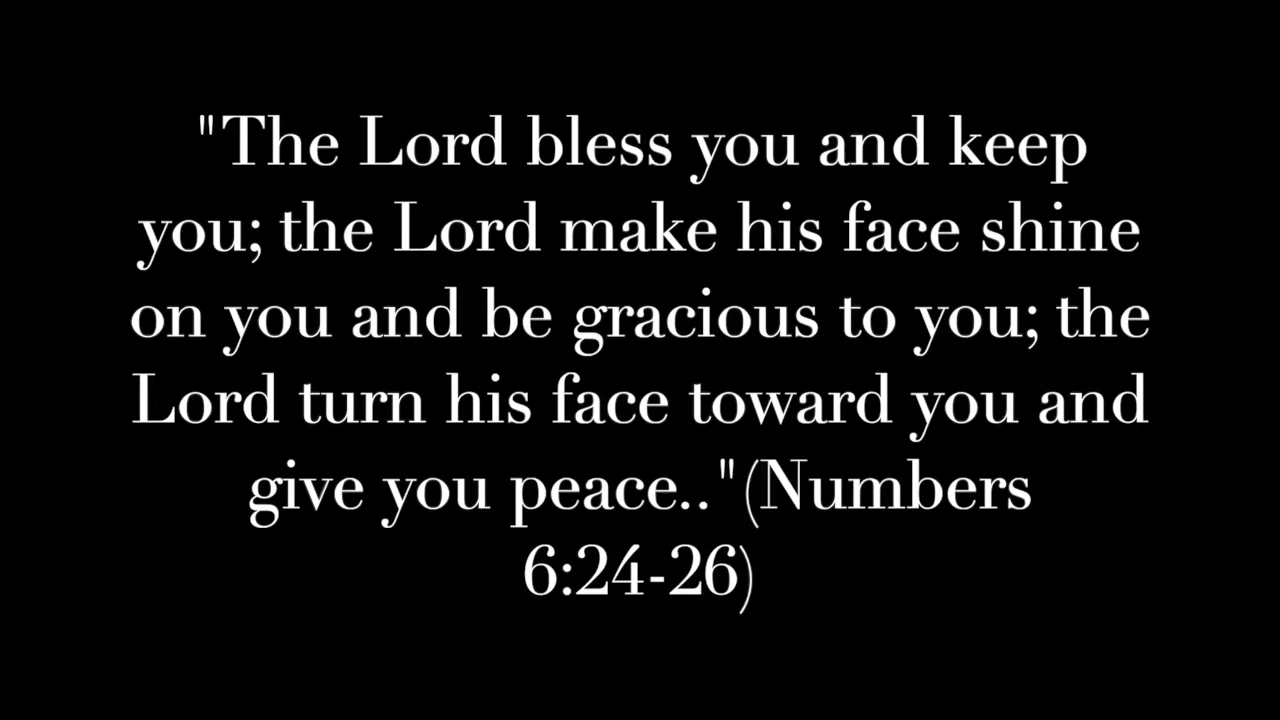 "The Lord bless you and keep
you; the Lord make his face shine
on you and be gracious to you; the
Lord turn his face toward you and
give you peace.."(Numbers
6:24-26)